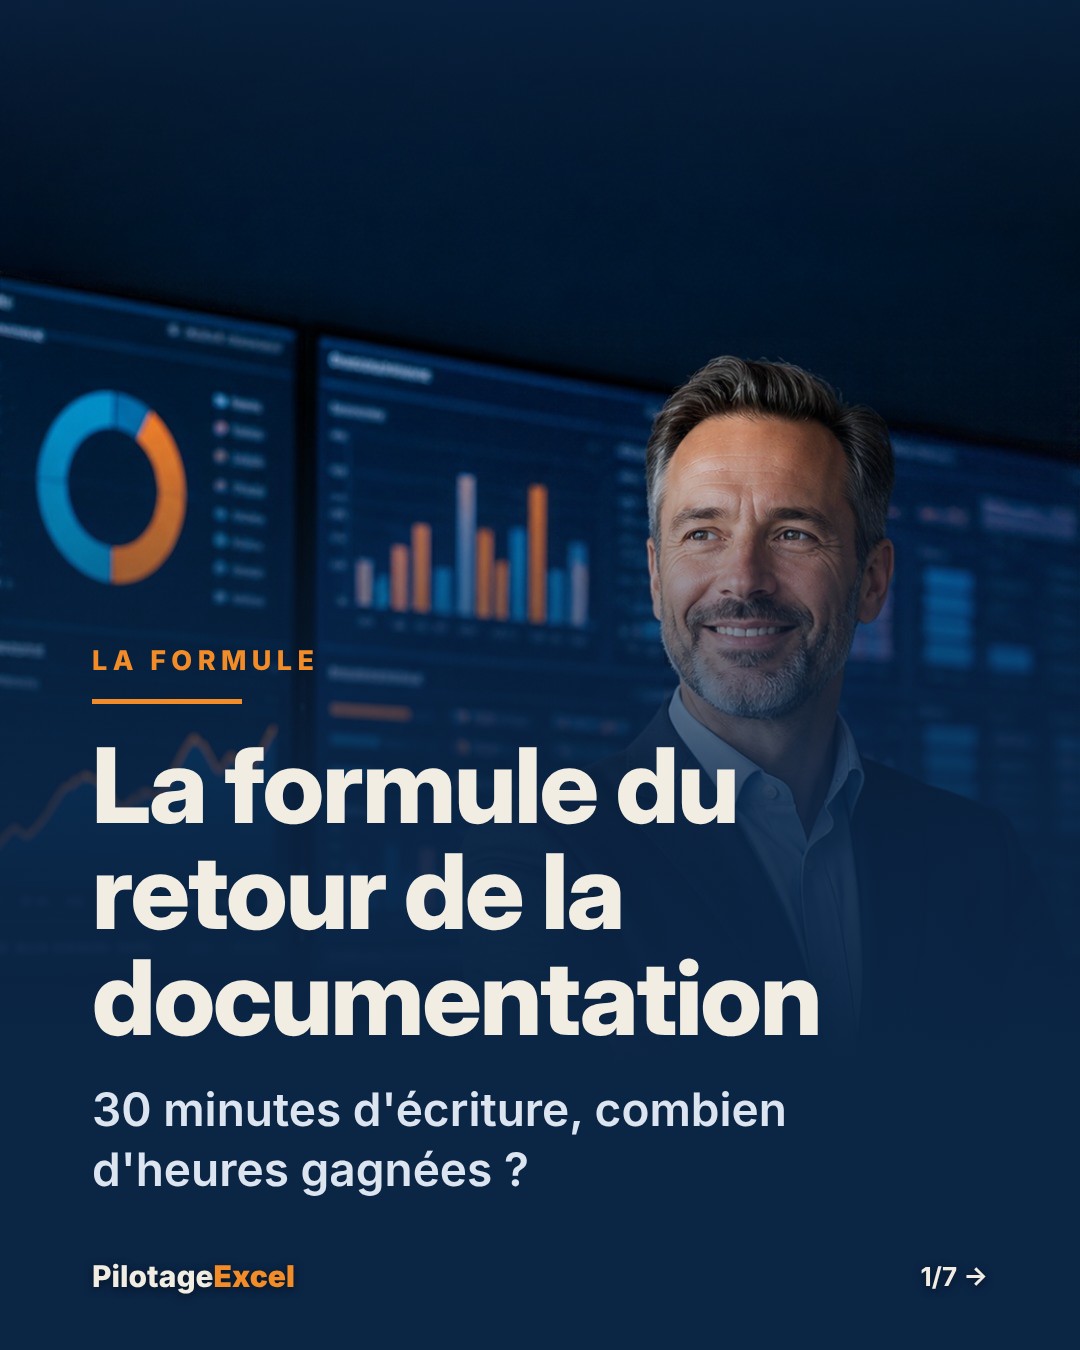 LA FORMULE
La formule du
retour de la
documentation
30 minutes d'écriture, combien
d'heures gagnées ?
PilotageExcel
1/7 →